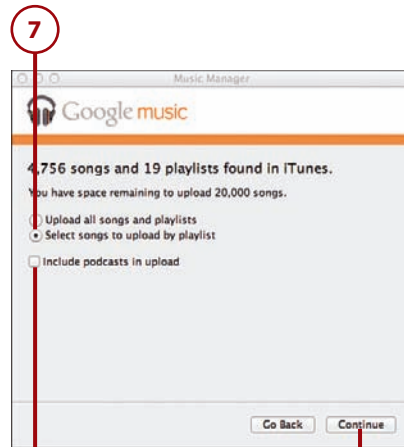 7
Music Manager
Google music
4,756 songs and 19 playlists found in iTunes.
You have space remaining to upload 20,000 songs.
Upload all songs and playlists
Select songs to upload by playlist
Include podcasts in upload
Go Back
Continue